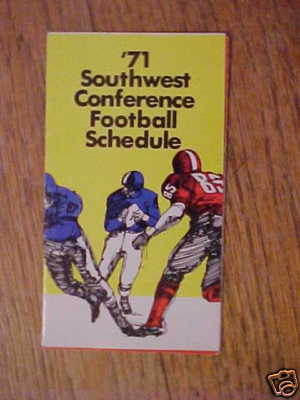 '71
Southwest
Conference
Football
Schedule
85